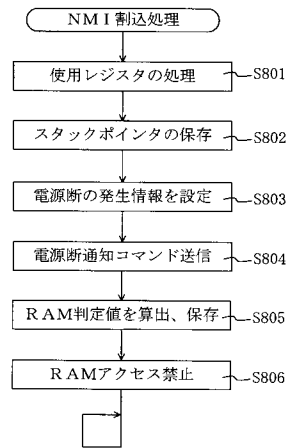 NMI割込処理
使用レジスタの処理
S801
スタックポインタの保存
S802
電源断の発生情報を設定
S803
電源断通知コマンド送信
S804
RAM判定値を算出、保存
S805
RAMアクセス禁止
S806